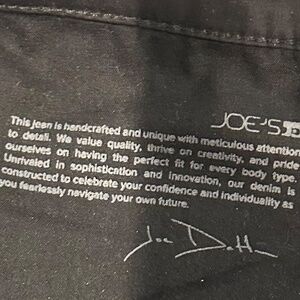 JOE'S
This jean is handcrafted and unique with meticulous attention
to detail. We value quality, thrive on creativity, and pride
ourselves on having the perfect fit for every body type.
Unrivaled in sophistication and innovation, our denim is
constructed to celebrate your confidence and individuality as
you fearlessly navigate your own future.
Joe